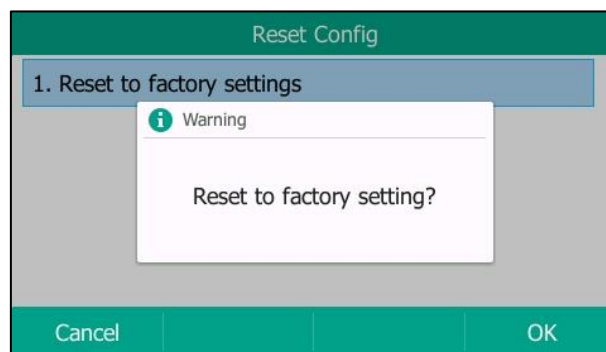 Reset Config
1. Reset to factory settings
Warning
Reset to factory setting?
Cancel
OK